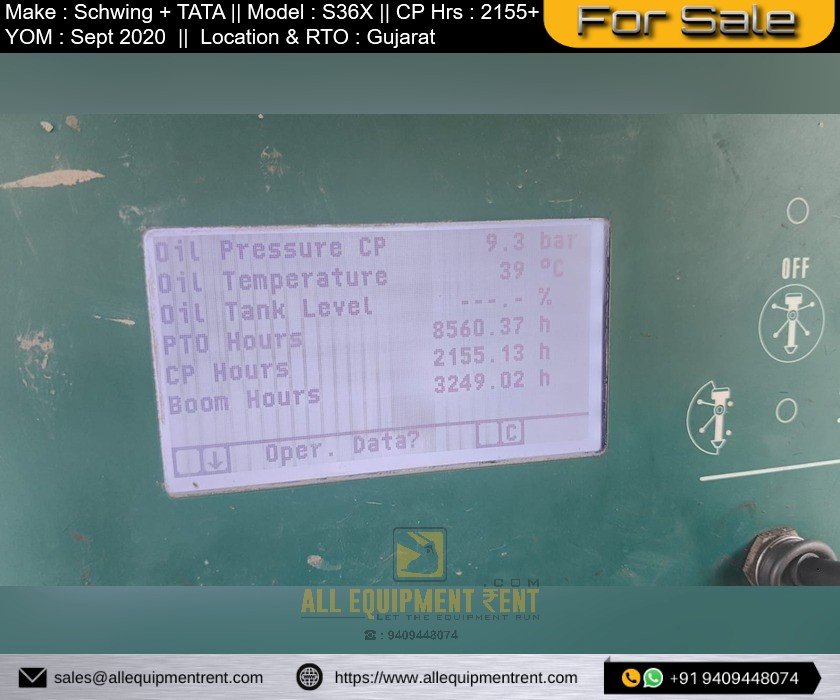 Make : Schwing + TATA || Model : S36X || CP Hrs : 2155+
YOM : Sept 2020 || Location & RTO : Gujarat
For Sale
Oil Pressure CP 9.3 bar
Oil Temperature 39 °C
Oil Tank Level ---.- %
PTO Hours 8560.37 h
CP Hours 2155.13 h
Boom Hours 3249.02 h
↓ Oper. Data? C
OFF
.COM
ALL EQUIPMENT RENT
LET THE EQUIPMENT RUN
☎ : 9409448074
sales@allequipmentrent.com
https://www.allequipmentrent.com
+91 9409448074